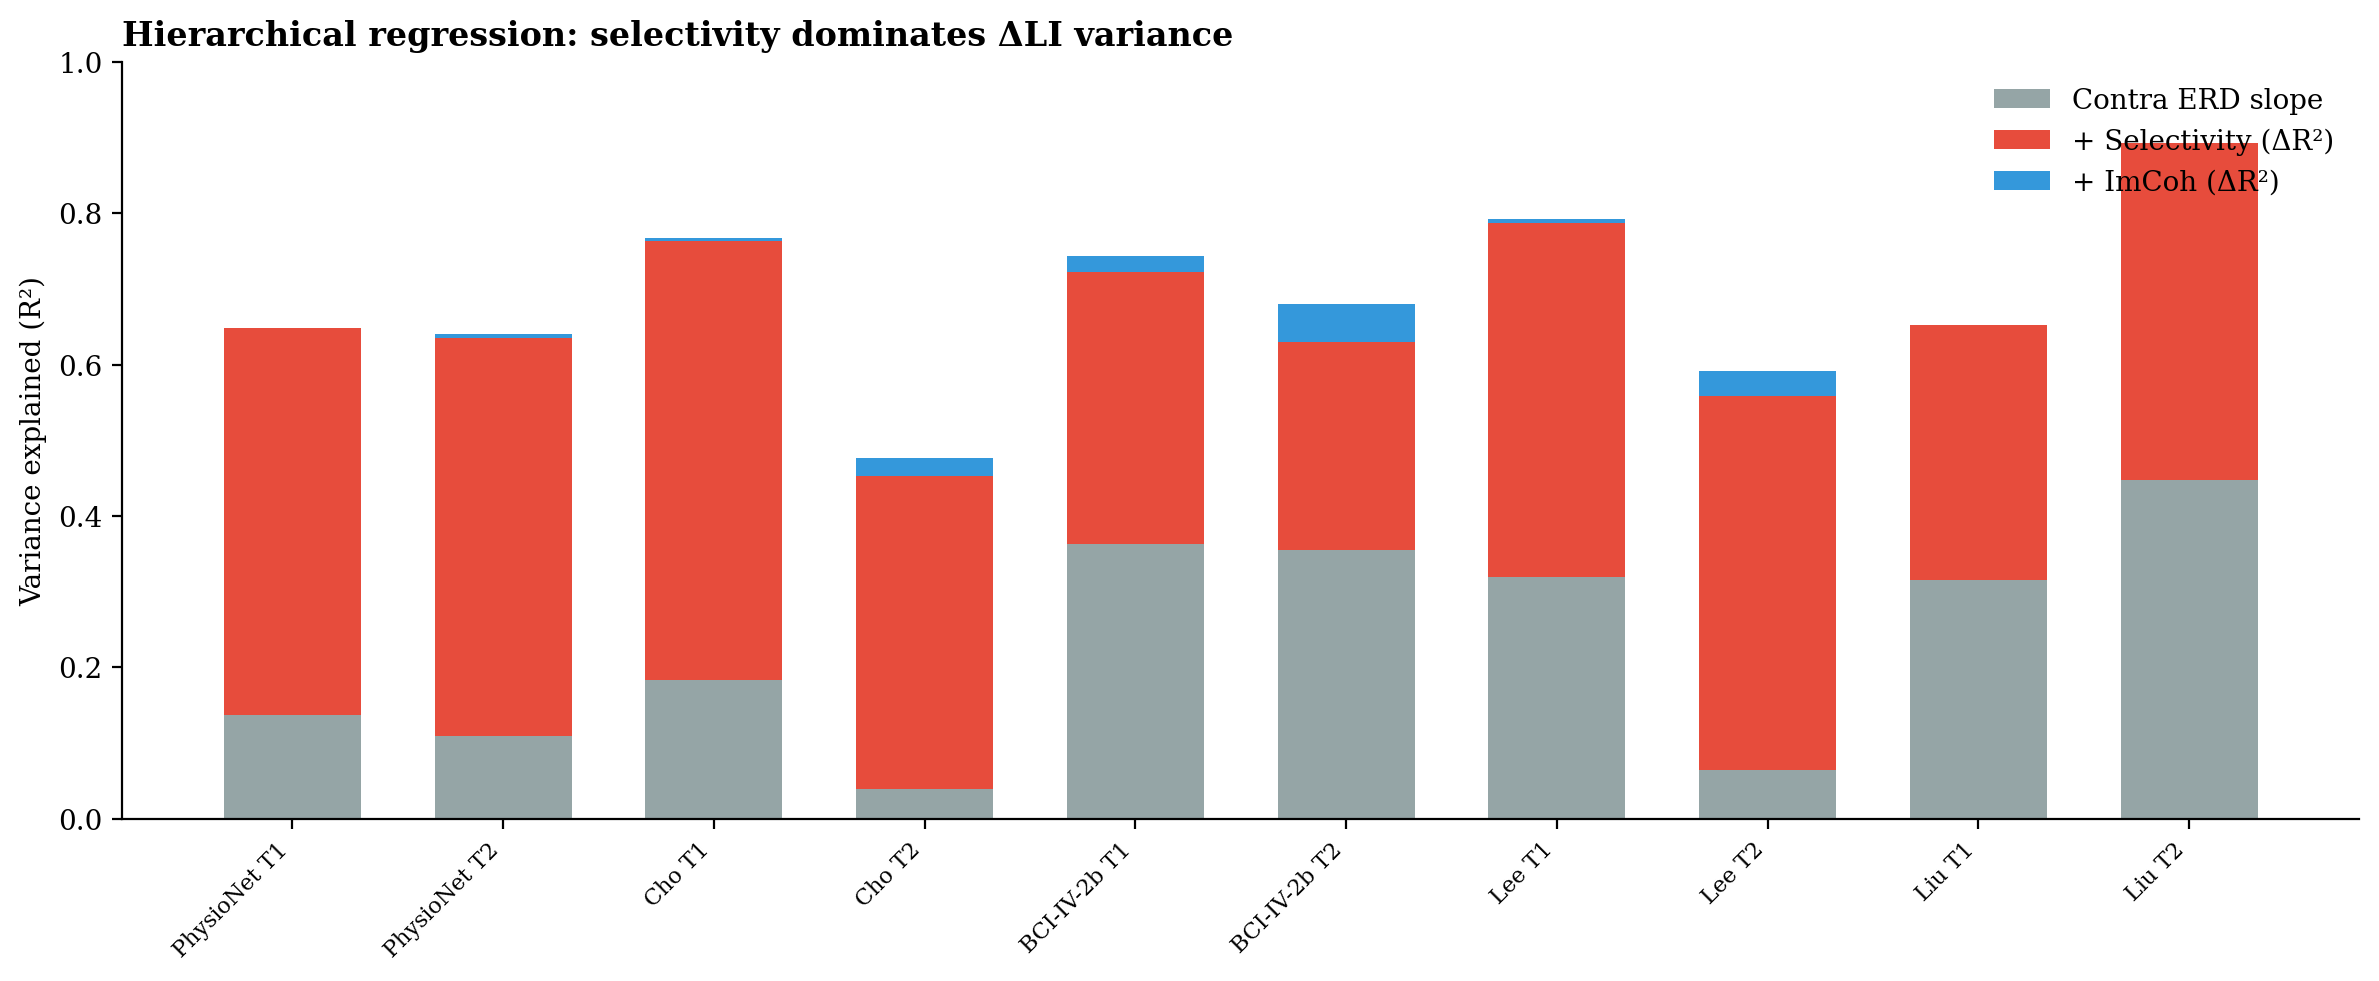 Hierarchical regression: selectivity dominates ΔLI variance
Contra ERD slope
+ Selectivity (ΔR²)
+ ImCoh (ΔR²)
Variance explained (R²)
1.0
0.8
0.6
0.4
0.2
0.0
PhysioNet T1
PhysioNet T2
Cho T1
Cho T2
BCI-IV-2b T1
BCI-IV-2b T2
Lee T1
Lee T2
Liu T1
Liu T2